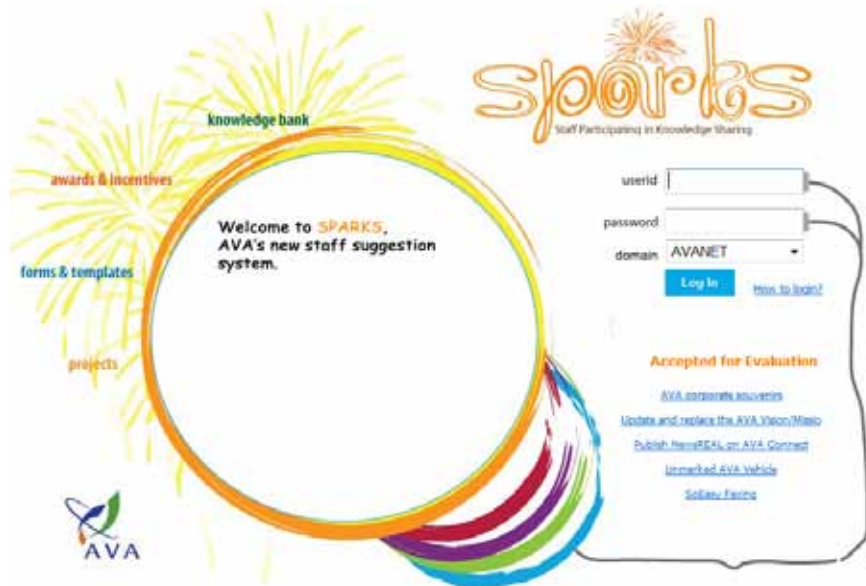 sparks
Staff Participating in Knowledge Sharing
knowledge bank
awards & incentives
forms & templates
projects
Welcome to SPARKS,
AVA's new staff suggestion
system.
userid
password
domain AVANET
Log In How to login?
Accepted for Evaluation
AVA corporate souvenirs
Update and replace the AVA Vision/Missio
Publish NewsREAL on AVA Connect
Unmarked AVA Vehicle
SoEasy Faxing
AVA